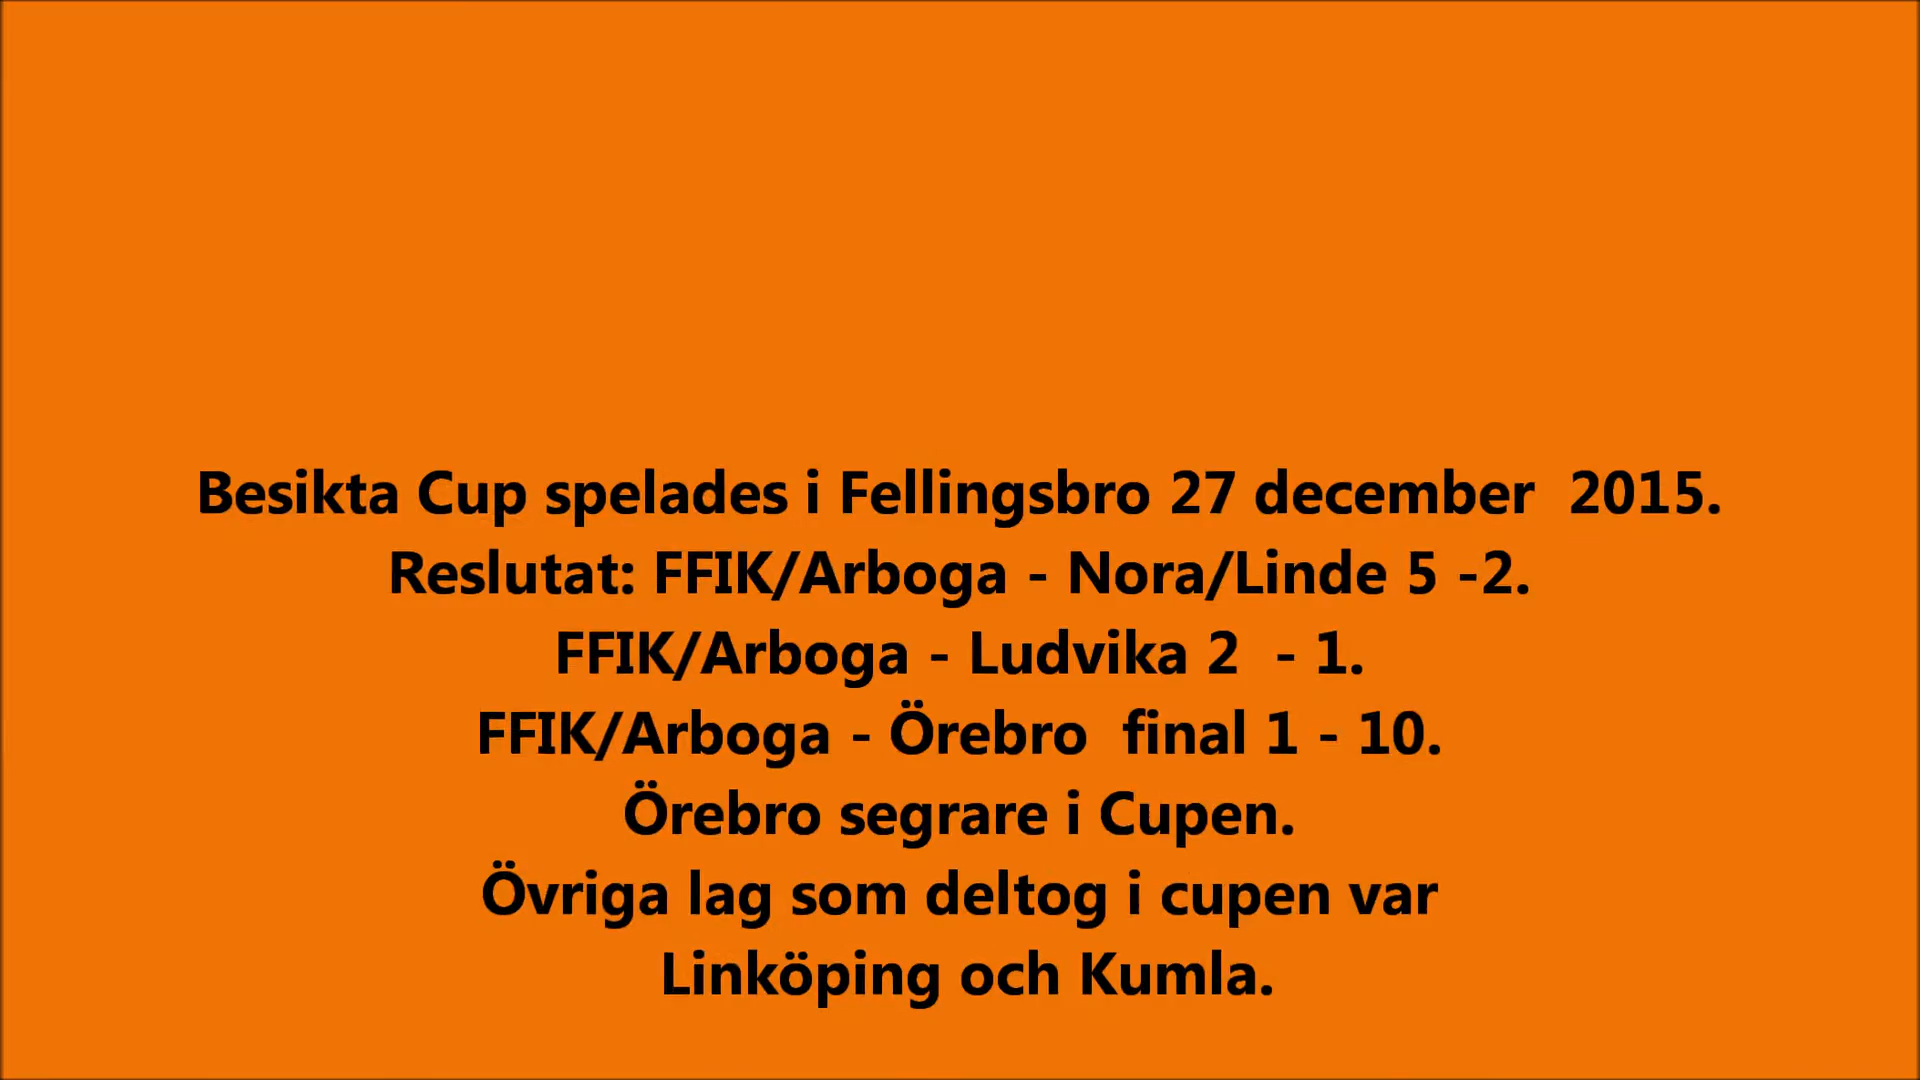 Besikta Cup spelades i Fellingsbro 27 december  2015.
Reslutat: FFIK/Arboga - Nora/Linde 5 -2.
FFIK/Arboga - Ludvika 2  - 1.
FFIK/Arboga - Örebro  final 1 - 10.
Örebro segrare i Cupen.
Övriga lag som deltog i cupen var
Linköping och Kumla.